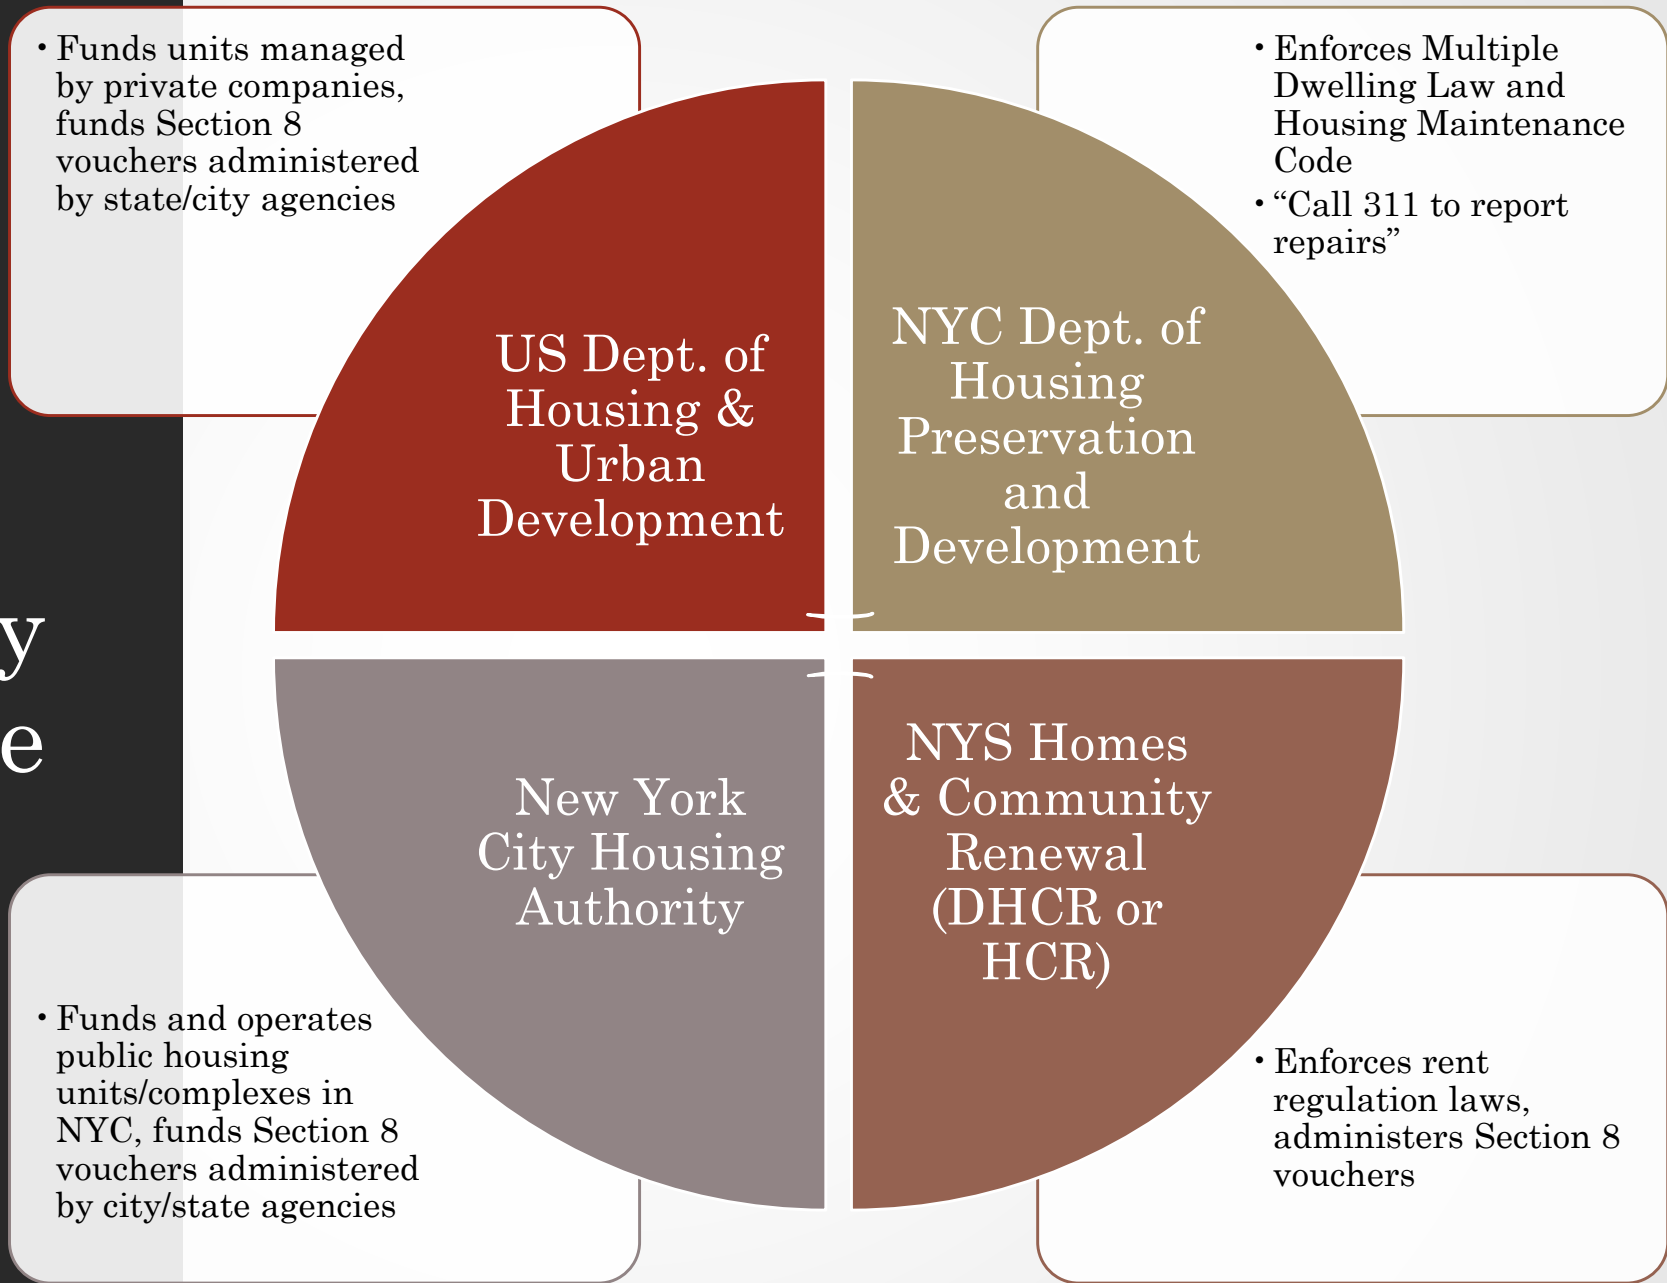 • Funds units managed
by private companies,
funds Section 8
vouchers administered
by state/city agencies
US Dept. of
Housing &
Urban
Development
• Enforces Multiple
Dwelling Law and
Housing Maintenance
Code
• “Call 311 to report
repairs”
NYC Dept. of
Housing
Preservation
and
Development
y
e
New York
City Housing
Authority
• Funds and operates
public housing
units/complexes in
NYC, funds Section 8
vouchers administered
by city/state agencies
NYS Homes
& Community
Renewal
(DHCR or
HCR)
• Enforces rent
regulation laws,
administers Section 8
vouchers